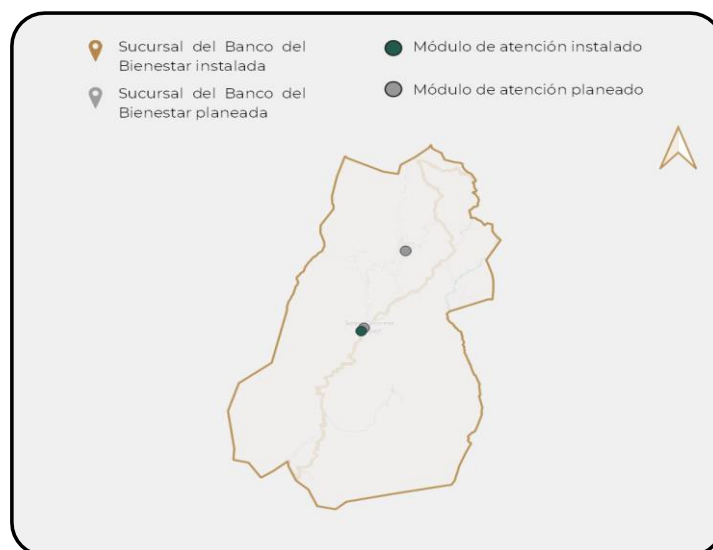 Sucursal del Banco del
Bienestar instalada
Sucursal del Banco del
Bienestar planeada
Módulo de atención instalado
Módulo de atención planeado